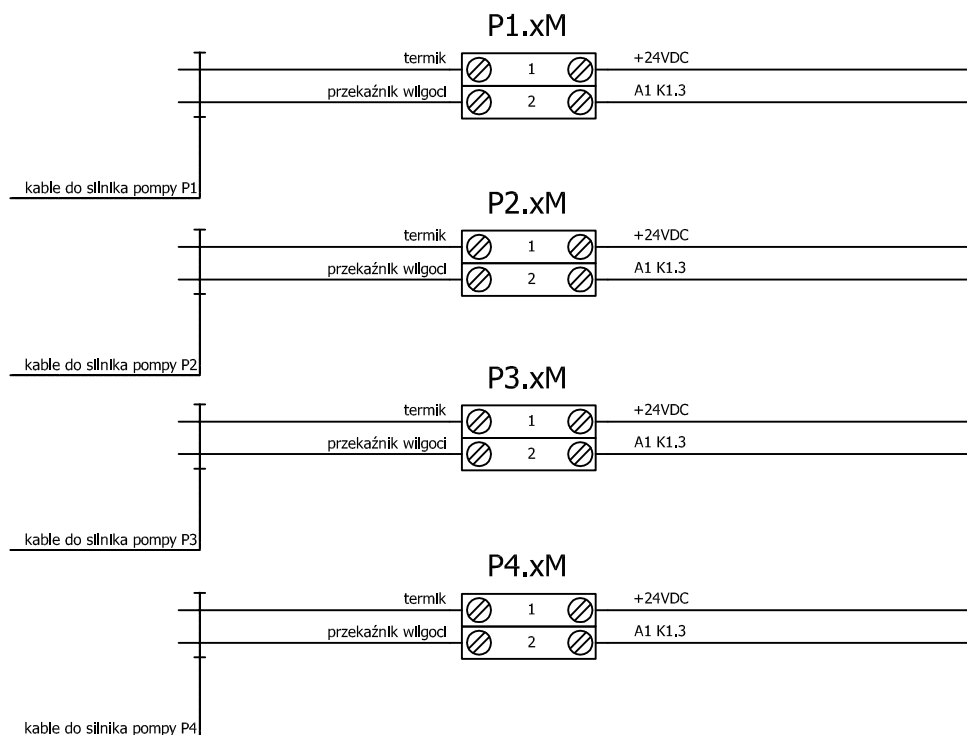 P1.xM
termik 1 +24VDC
przekaźnik wilgoci 2 A1 K1.3
kable do silnika pompy P1
P2.xM
termik 1 +24VDC
przekaźnik wilgoci 2 A1 K1.3
kable do silnika pompy P2
P3.xM
termik 1 +24VDC
przekaźnik wilgoci 2 A1 K1.3
kable do silnika pompy P3
P4.xM
termik 1 +24VDC
przekaźnik wilgoci 2 A1 K1.3
kable do silnika pompy P4